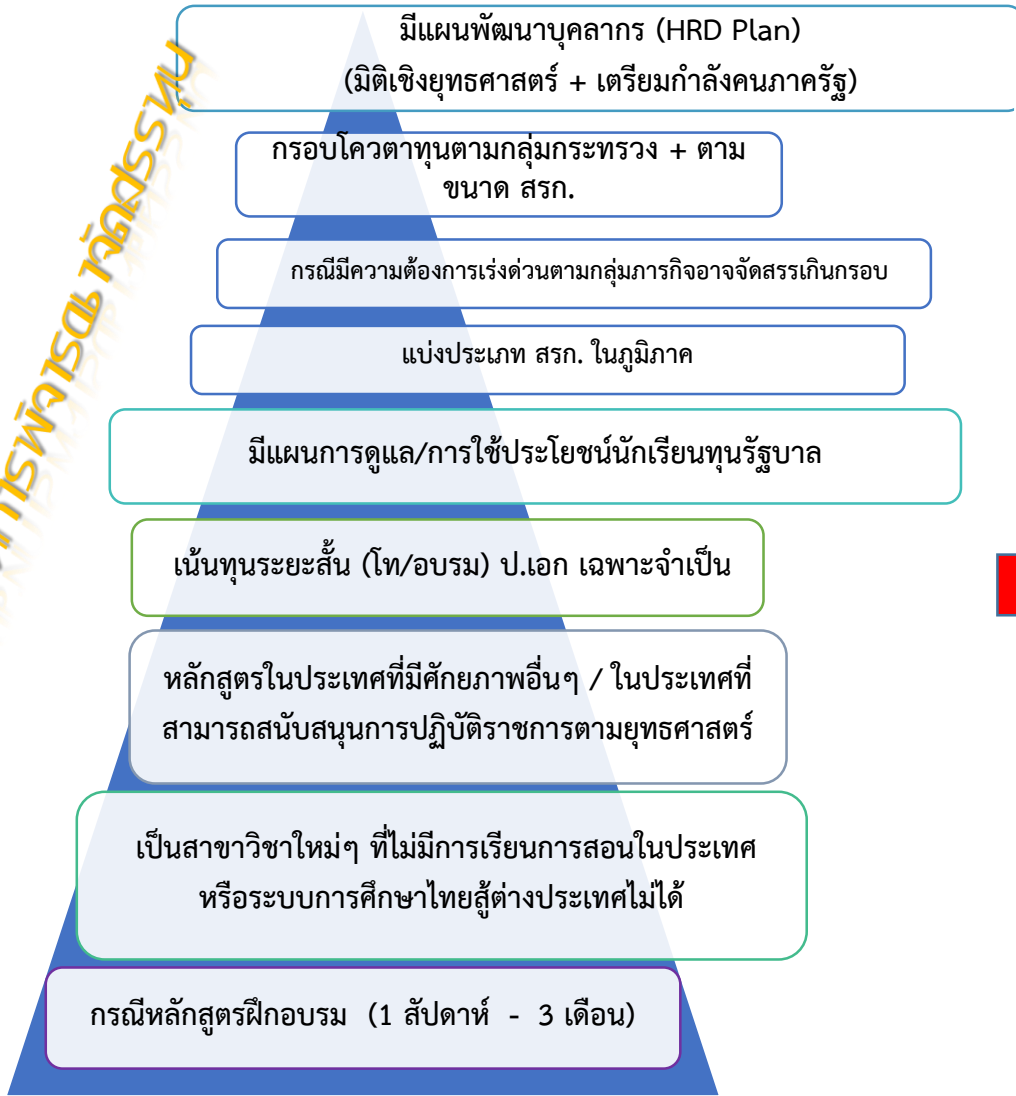 มีแผนพัฒนาบุคลากร (HRD Plan)
(มิติเชิงยุทธศาสตร์ + เตรียมกำลังคนภาครัฐ)
กรอบโควตาทุนตามกลุ่มกระทรวง + ตาม
ขนาด สรก.
กรณีมีความต้องการเร่งด่วนตามกลุ่มภารกิจอาจจัดสรรเกินกรอบ
แบ่งประเภท สรก. ในภูมิภาค
มีแผนการดูแล/การใช้ประโยชน์นักเรียนทุนรัฐบาล
เน้นทุนระยะสั้น (โท/อบรม) ป.เอก เฉพาะจำเป็น
หลักสูตรในประเทศที่มีศักยภาพอื่นๆ / ในประเทศที่
สามารถสนับสนุนการปฏิบัติราชการตามยุทธศาสตร์
เป็นสาขาวิชาใหม่ๆ ที่ไม่มีการเรียนการสอนในประเทศ
หรือระบบการศึกษาไทยสู้ต่างประเทศไม่ได้
กรณีหลักสูตรฝึกอบรม (1 สัปดาห์ - 3 เดือน)